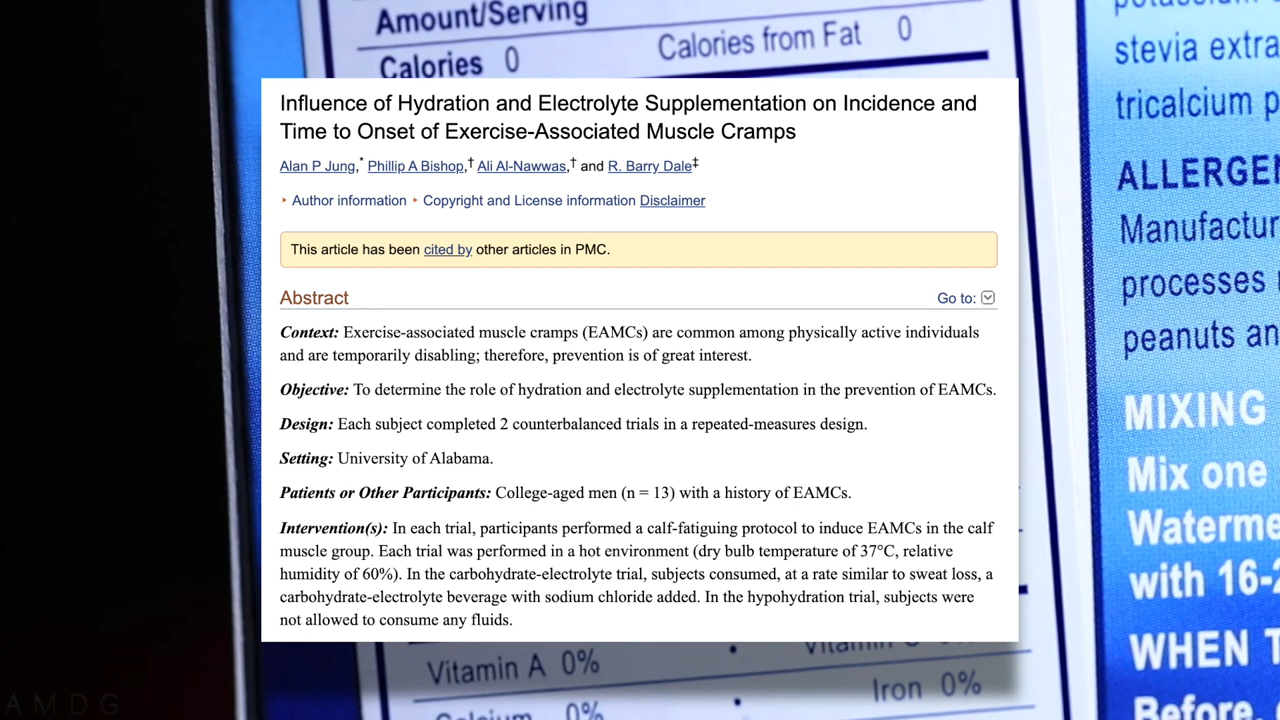 Amount/Serving
Calories 0
Calories from Fat 0
Influence of Hydration and Electrolyte Supplementation on Incidence and
Time to Onset of Exercise-Associated Muscle Cramps
Alan P Jung,* Phillip A Bishop,† Ali Al-Nawwas,† and R. Barry Dale‡
Author information Copyright and License information Disclaimer
This article has been cited by other articles in PMC.
Abstract
Go to:
Context: Exercise-associated muscle cramps (EAMCs) are common among physically active individuals
and are temporarily disabling; therefore, prevention is of great interest.
Objective: To determine the role of hydration and electrolyte supplementation in the prevention of EAMCs.
Design: Each subject completed 2 counterbalanced trials in a repeated-measures design.
Setting: University of Alabama.
Patients or Other Participants: College-aged men (n = 13) with a history of EAMCs.
Intervention(s): In each trial, participants performed a calf-fatiguing protocol to induce EAMCs in the calf
muscle group. Each trial was performed in a hot environment (dry bulb temperature of 37°C, relative
humidity of 60%). In the carbohydrate-electrolyte trial, subjects consumed, at a rate similar to sweat loss, a
carbohydrate-electrolyte beverage with sodium chloride added. In the hypohydration trial, subjects were
not allowed to consume any fluids.
Vitamin A 0%
Iron 0%
0%
stevia extra
tricalcium p
ALLERGE
Manufactur
processes
peanuts an
MIXING
Mix one
Waterme
with 16-2
WHEN T
Before,
AMDG